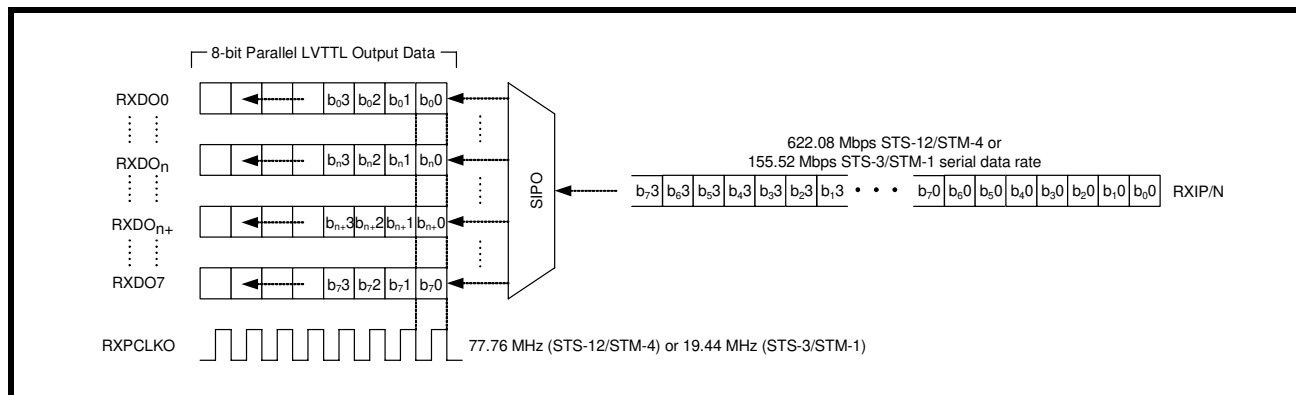 8-bit Parallel LVTTL Output Data
RXDO0 b₀3 b₀2 b₁1 b₀0
RXDOₙ bₙ3 bₙ2 bₙ1 bₙ0
RXDOₙ₊ bₙ₊3 bₙ₊2 bₙ₊1 bₙ₊0
RXDO7 b₇3 b₇2 b₇1 b₇0
SIPO
622.08 Mbps STS-12/STM-4 or
155.52 Mbps STS-3/STM-1 serial data rate
b₇3 b₆3 b₅3 b₄3 b₃3 b₂3 b₁3 • • • b₇0 b₆0 b₅0 b₄0 b₃0 b₂0 b₁0 b₀0 RXIP/N
RXPCLKO 77.76 MHz (STS-12/STM-4) or 19.44 MHz (STS-3/STM-1)